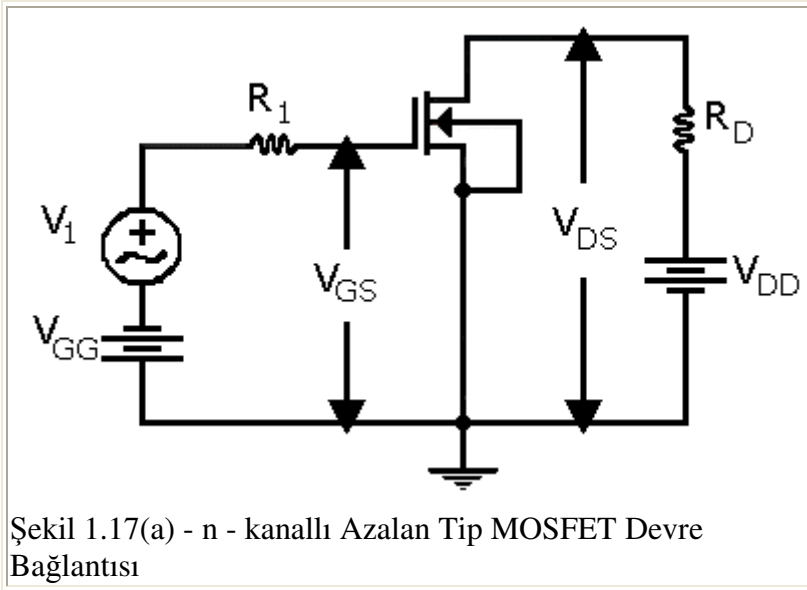 R1
RD
V1
VDS
VGS
VDD
VGG
Şekil 1.17(a) - n - kanallı Azalan Tip MOSFET Devre
Bağlantısı